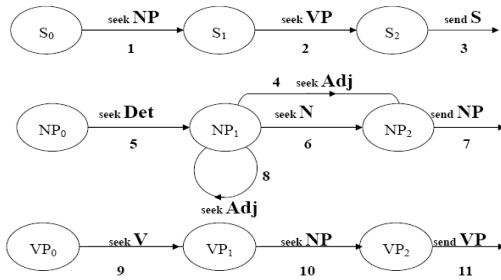 seek NP seek VP send S
S0 S1 S2
1 2 3
4 seek Adj
seek Det seek N send NP
NP0 NP1 NP2
5 6 7
8
seek Adj
seek V seek NP send VP
VP0 VP1 VP2
9 10 11